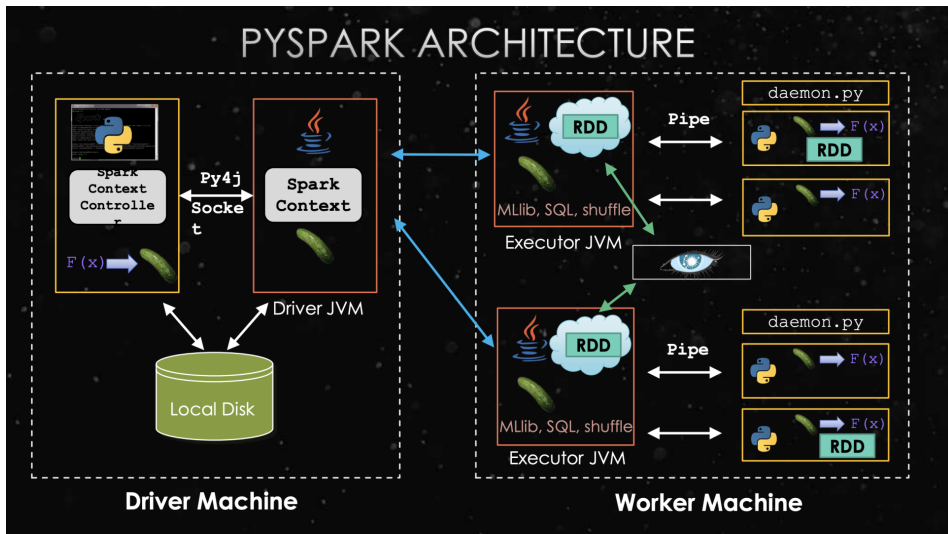 PYSPARK ARCHITECTURE
Spark
Context
Controlle
r
F(x)
Py4j
Socke
t
Spark
Context
Driver JVM
Local Disk
Driver Machine
RDD
MLlib, SQL, shuffle
Executor JVM
Pipe
daemon.py
F(x)
RDD
F(x)
RDD
MLlib, SQL, shuffle
Executor JVM
Pipe
daemon.py
F(x)
F(x)
RDD
Worker Machine